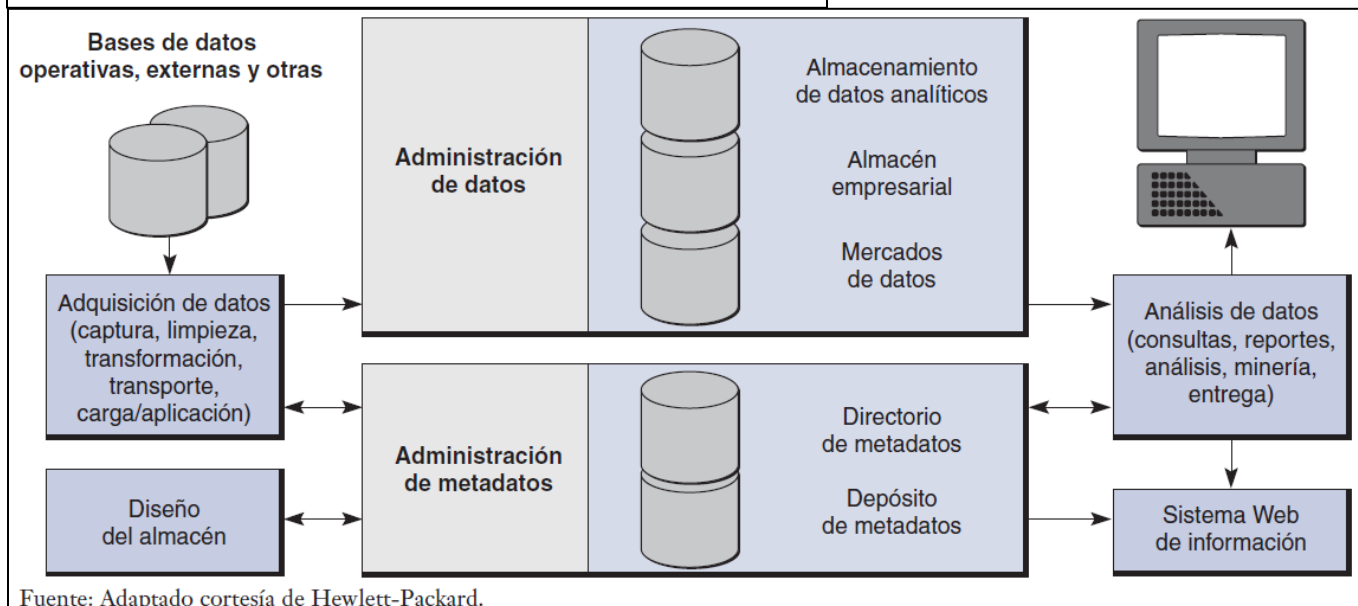 Bases de datos
operativas, externas y otras
Adquisición de datos
(captura, limpieza,
transformación,
transporte,
carga/aplicación)
Diseño
del almacén
Administración
de datos
Almacenamiento
de datos analíticos
Almacén
empresarial
Mercados
de datos
Administración
de metadatos
Directorio
de metadatos
Depósito
de metadatos
Análisis de datos
(consultas, reportes,
análisis, minería,
entrega)
Sistema Web
de información
Fuente: Adaptado cortesía de Hewlett-Packard.